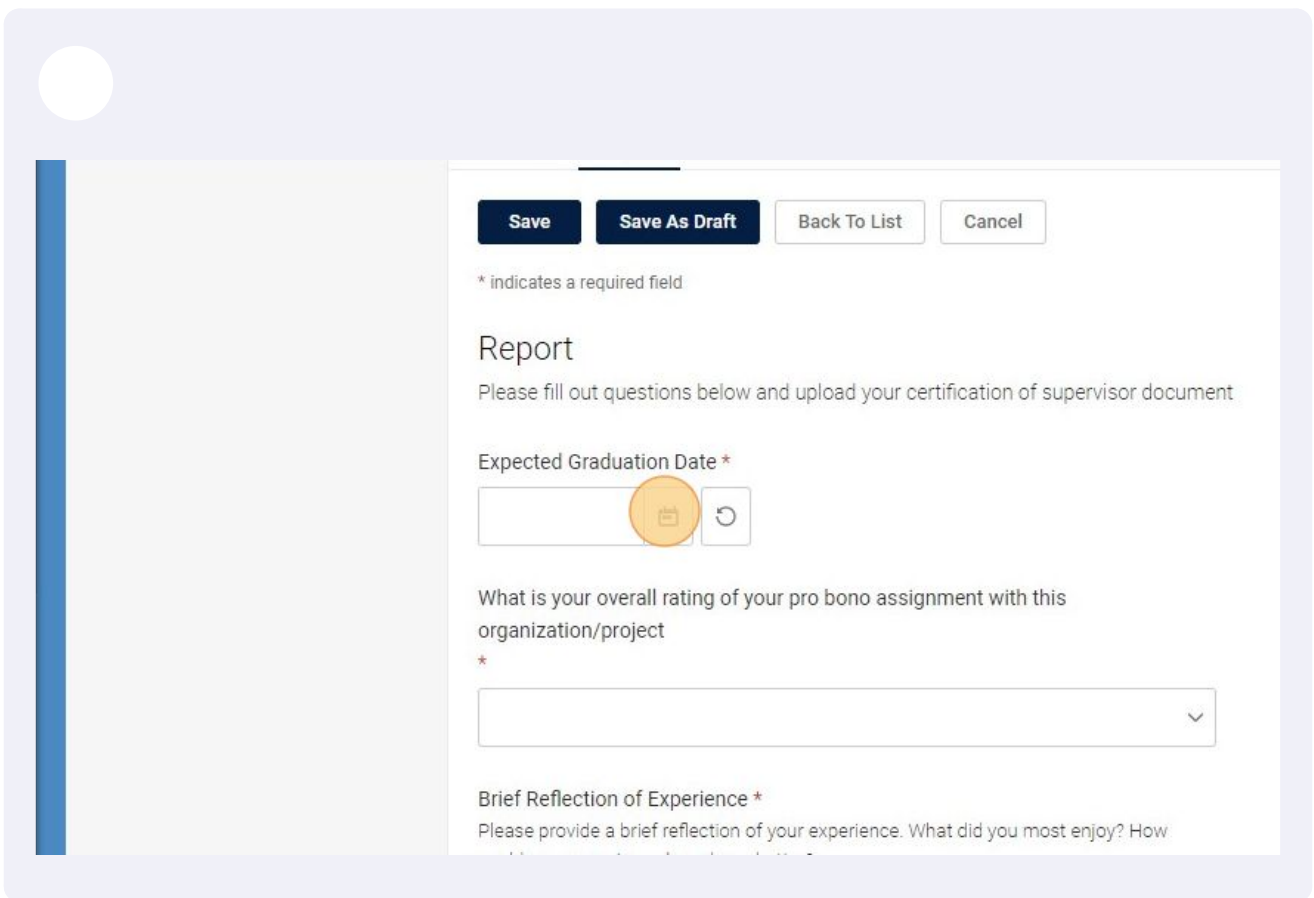 Save Save As Draft Back To List Cancel
* indicates a required field
Report
Please fill out questions below and upload your certification of supervisor document
Expected Graduation Date *
What is your overall rating of your pro bono assignment with this
organization/project
*
Brief Reflection of Experience *
Please provide a brief reflection of your experience. What did you most enjoy? How